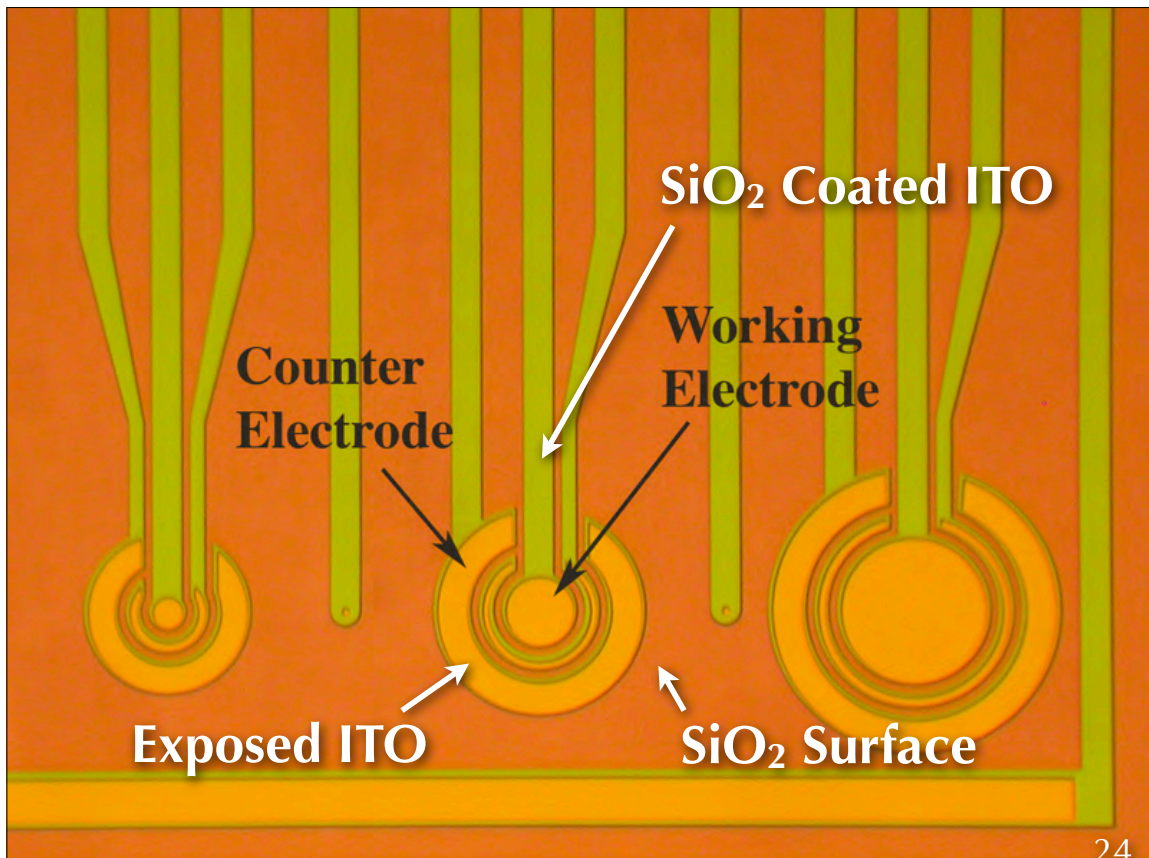 SiO₂ Coated ITO
Working
Electrode
Counter
Electrode
Exposed ITO
SiO₂ Surface
24